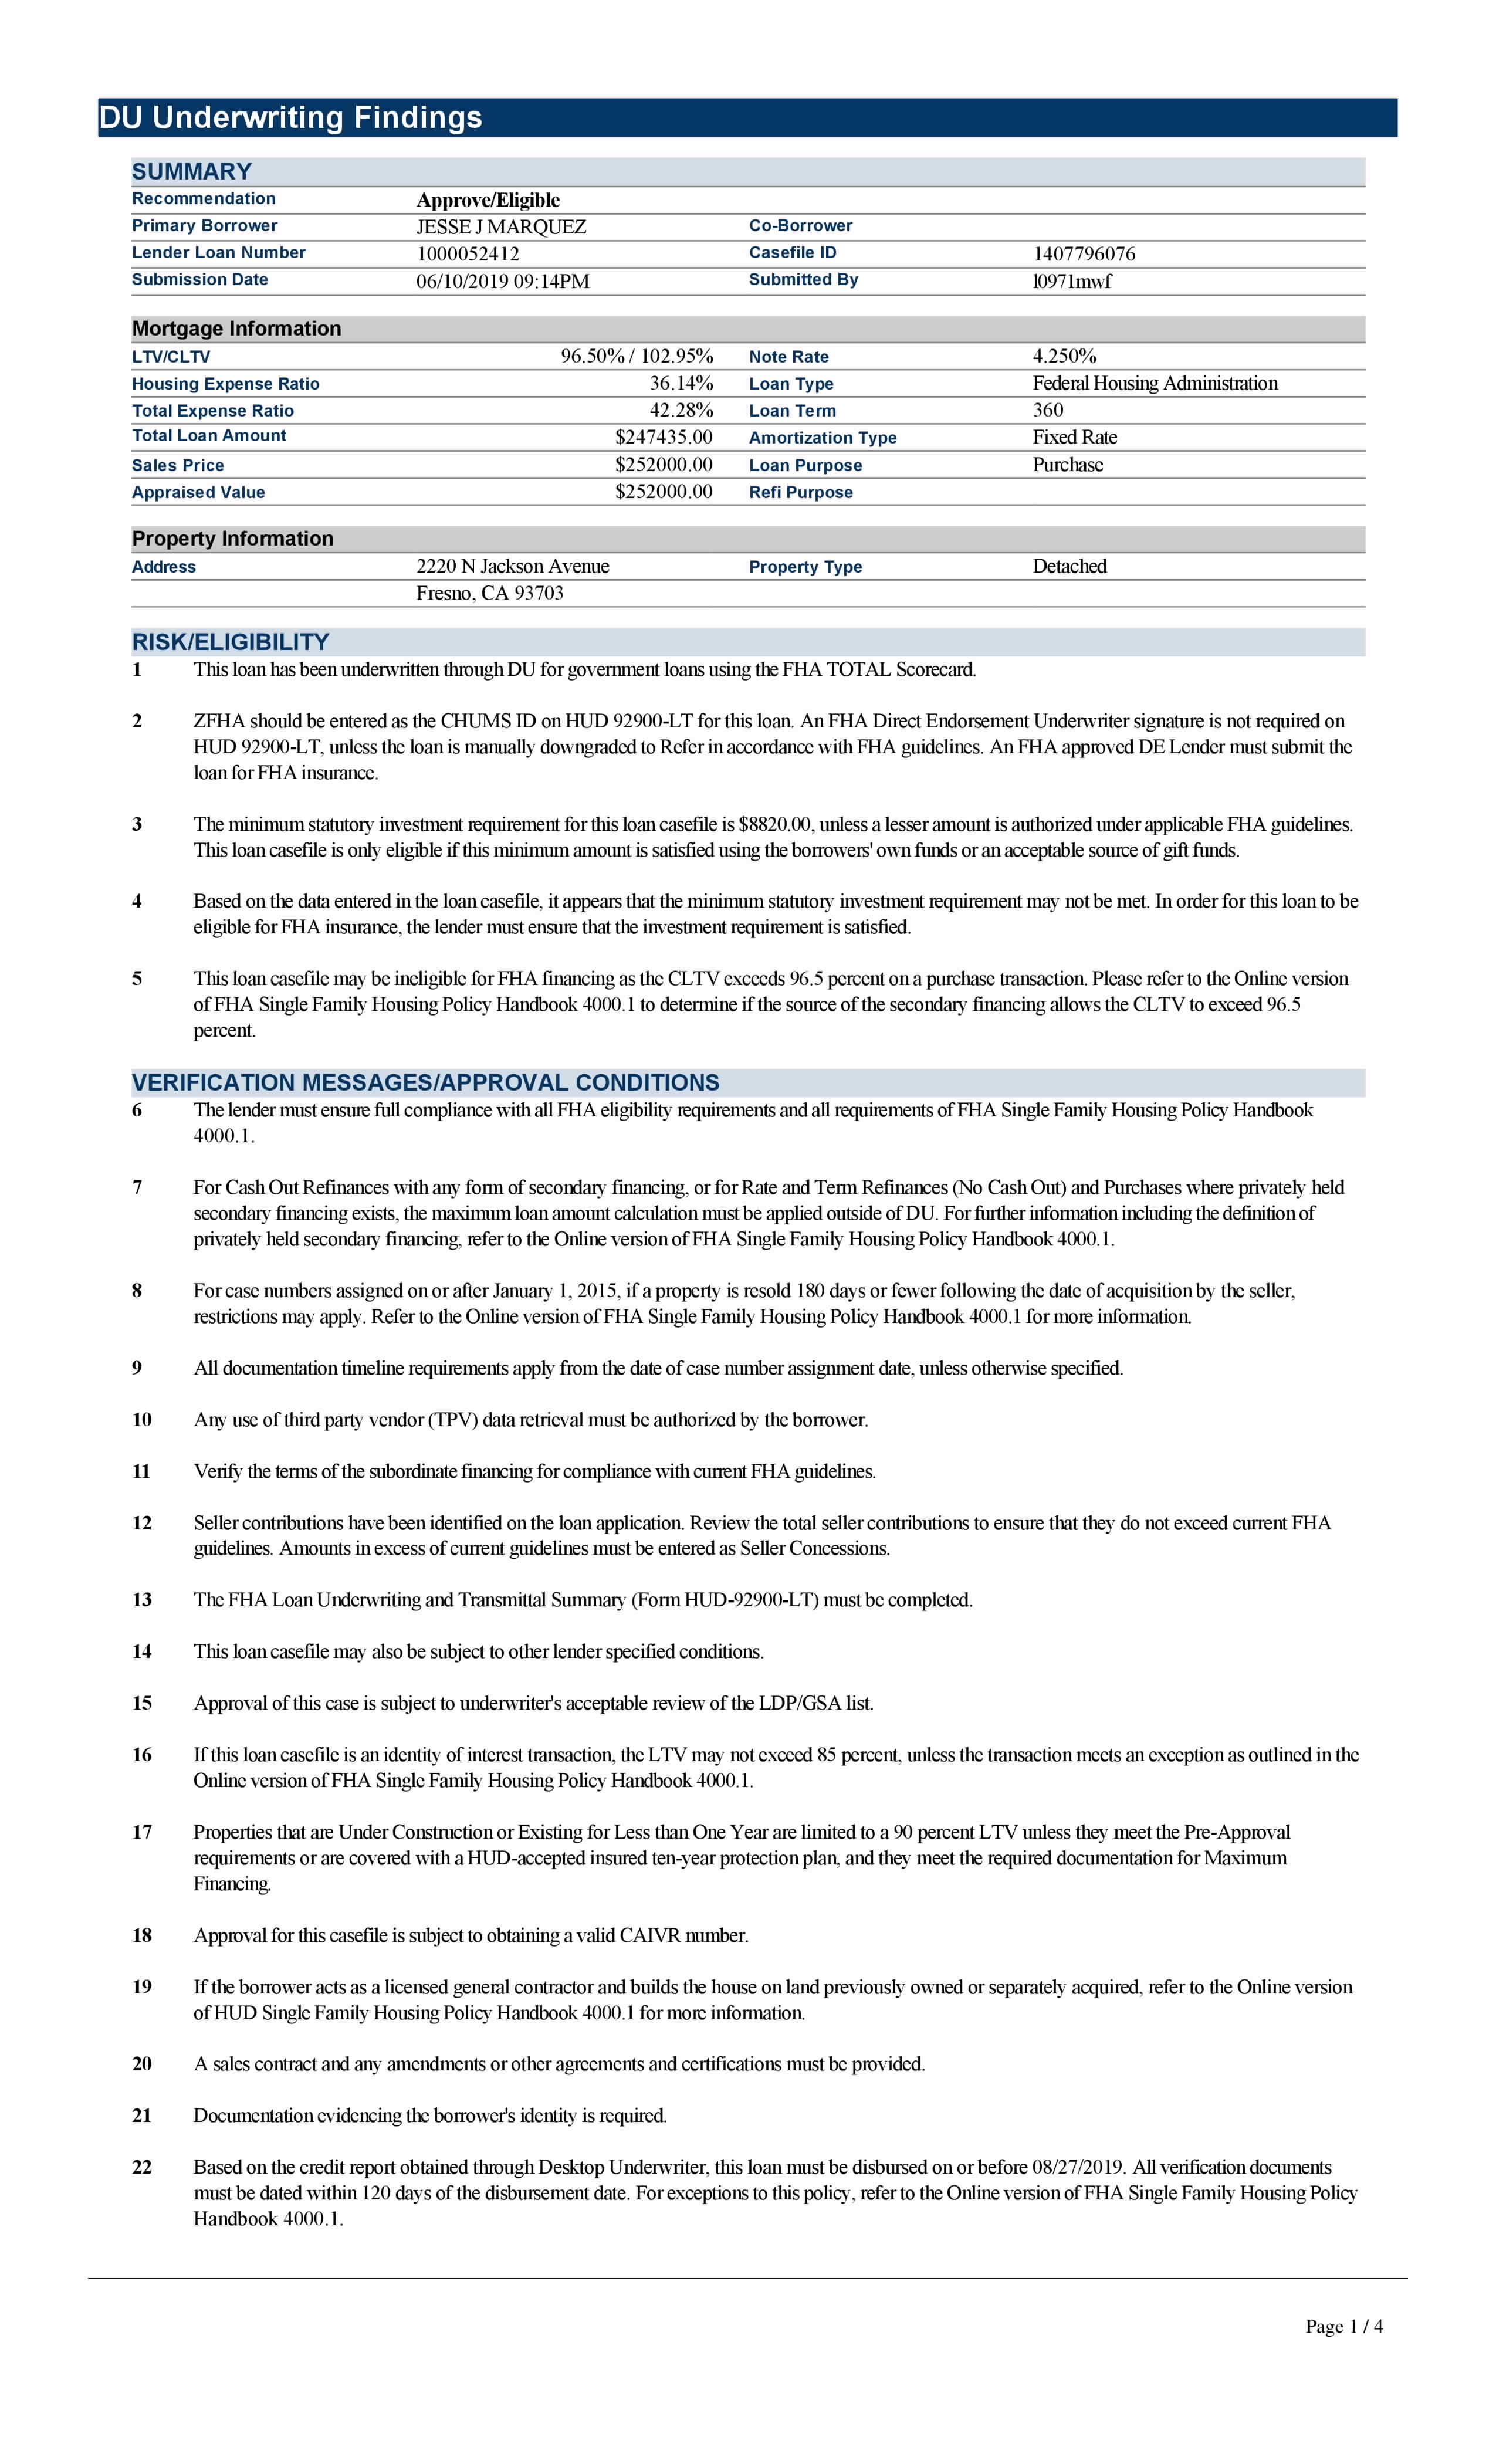 DU Underwriting Findings
SUMMARY
Recommendation Approve/Eligible
Primary Borrower JESSE J MARQUEZ Co-Borrower
Lender Loan Number 1000052412 Casefile ID 1407796076
Submission Date 06/10/2019 09:14PM Submitted By l0971mwf
Mortgage Information
LTV/CLTV 96.50% / 102.95% Note Rate 4.250%
Housing Expense Ratio 36.14% Loan Type Federal Housing Administration
Total Expense Ratio 42.28% Loan Term 360
Total Loan Amount $247435.00 Amortization Type Fixed Rate
Sales Price $252000.00 Loan Purpose Purchase
Appraised Value $252000.00 Refi Purpose
Property Information
Address 2220 N Jackson Avenue Property Type Detached
Fresno, CA 93703
RISK/ELIGIBILITY
1 This loan has been underwritten through DU for government loans using the FHA TOTAL Scorecard.
2 ZFHA should be entered as the CHUMS ID on HUD 92900-LT for this loan. An FHA Direct Endorsement Underwriter signature is not required on
HUD 92900-LT, unless the loan is manually downgraded to Refer in accordance with FHA guidelines. An FHA approved DE Lender must submit the
loan for FHA insurance.
3 The minimum statutory investment requirement for this loan casefile is $8820.00, unless a lesser amount is authorized under applicable FHA guidelines.
This loan casefile is only eligible if this minimum amount is satisfied using the borrowers' own funds or an acceptable source of gift funds.
4 Based on the data entered in the loan casefile, it appears that the minimum statutory investment requirement may not be met. In order for this loan to be
eligible for FHA insurance, the lender must ensure that the investment requirement is satisfied.
5 This loan casefile may be ineligible for FHA financing as the CLTV exceeds 96.5 percent on a purchase transaction. Please refer to the Online version
of FHA Single Family Housing Policy Handbook 4000.1 to determine if the source of the secondary financing allows the CLTV to exceed 96.5
percent.
VERIFICATION MESSAGES/APPROVAL CONDITIONS
6 The lender must ensure full compliance with all FHA eligibility requirements and all requirements of FHA Single Family Housing Policy Handbook
4000.1.
7 For Cash Out Refinances with any form of secondary financing, or for Rate and Term Refinances (No Cash Out) and Purchases where privately held
secondary financing exists, the maximum loan amount calculation must be applied outside of DU. For further information including the definition of
privately held secondary financing, refer to the Online version of FHA Single Family Housing Policy Handbook 4000.1.
8 For case numbers assigned on or after January 1, 2015, if a property is resold 180 days or fewer following the date of acquisition by the seller,
restrictions may apply. Refer to the Online version of FHA Single Family Housing Policy Handbook 4000.1 for more information.
9 All documentation timeline requirements apply from the date of case number assignment date, unless otherwise specified.
10 Any use of third party vendor (TPV) data retrieval must be authorized by the borrower.
11 Verify the terms of the subordinate financing for compliance with current FHA guidelines.
12 Seller contributions have been identified on the loan application. Review the total seller contributions to ensure that they do not exceed current FHA
guidelines. Amounts in excess of current guidelines must be entered as Seller Concessions.
13 The FHA Loan Underwriting and Transmittal Summary (Form HUD-92900-LT) must be completed.
14 This loan casefile may also be subject to other lender specified conditions.
15 Approval of this case is subject to underwriter's acceptable review of the LDP/GSA list.
16 If this loan casefile is an identity of interest transaction, the LTV may not exceed 85 percent, unless the transaction meets an exception as outlined in the
Online version of FHA Single Family Housing Policy Handbook 4000.1.
17 Properties that are Under Construction or Existing for Less than One Year are limited to a 90 percent LTV unless they meet the Pre-Approval
requirements or are covered with a HUD-accepted insured ten-year protection plan, and they meet the required documentation for Maximum
Financing.
18 Approval for this casefile is subject to obtaining a valid CAIVR number.
19 If the borrower acts as a licensed general contractor and builds the house on land previously owned or separately acquired, refer to the Online version
of HUD Single Family Housing Policy Handbook 4000.1 for more information.
20 A sales contract and any amendments or other agreements and certifications must be provided.
21 Documentation evidencing the borrower's identity is required.
22 Based on the credit report obtained through Desktop Underwriter, this loan must be disbursed on or before 08/27/2019. All verification documents
must be dated within 120 days of the disbursement date. For exceptions to this policy, refer to the Online version of FHA Single Family Housing Policy
Handbook 4000.1.
Page 1 / 4